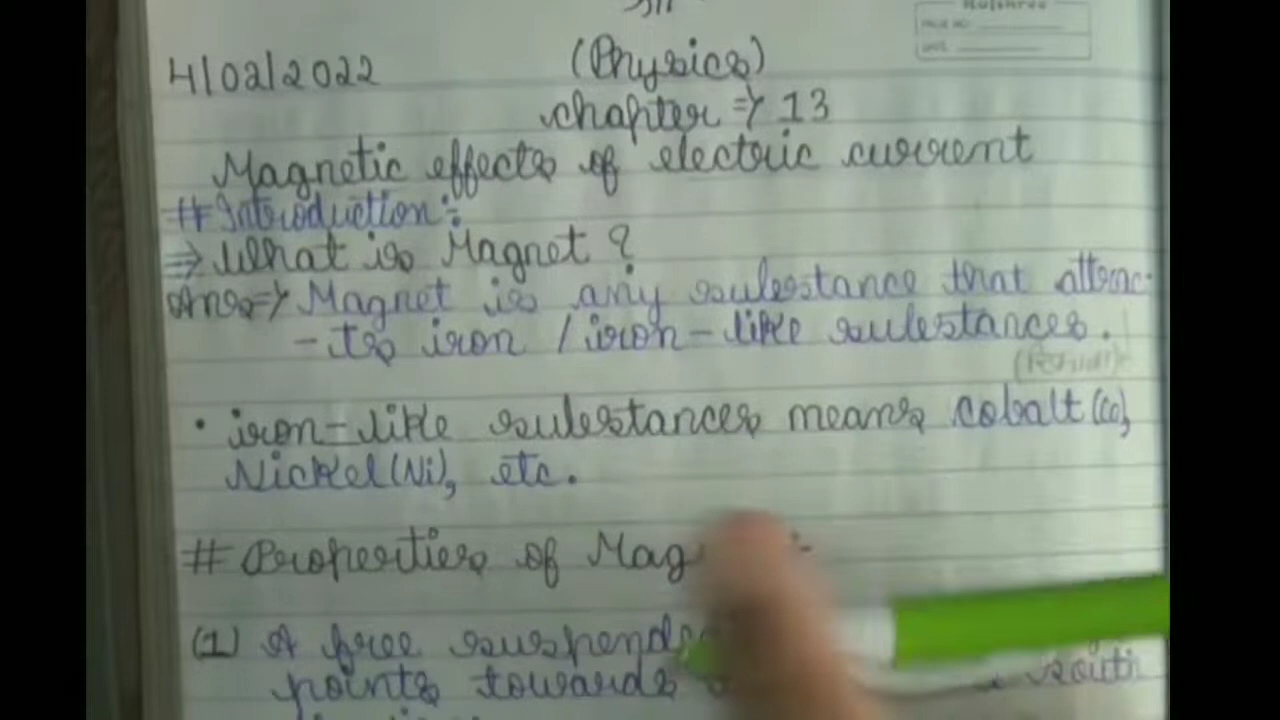 4/02/2022
(Physics)
chapter => 13
Magnetic effects of electric current
# Introduction:-
=> What is Magnet ?
Ans=> Magnet is any substance that attrac-
-ts iron / iron-like substances.
• iron-like substances means cobalt (Co),
Nickel (Ni), etc.
# Properties of Mag :-
(1) A free suspend
points towards south